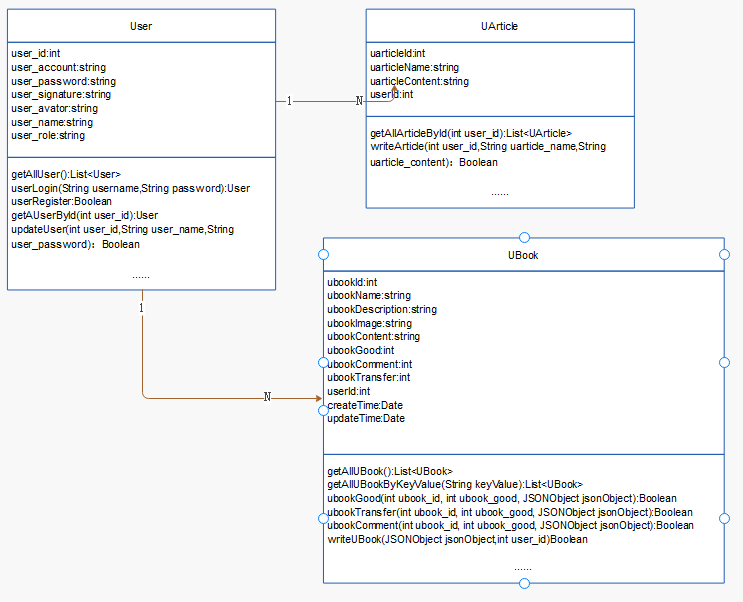 User
user_id:int
user_account:string
user_password:string
user_signature:string
user_avator:string
user_name:string
user_role:string
getAllUser():List<User>
userLogin(String username,String password):User
userRegister:Boolean
getAUserById(int user_id):User
updateUser(int user_id,String user_name,String
user_password)：Boolean
......
1
N
UArticle
uarticleId:int
uarticleName:string
uarticleContent:string
userId:int
getAllArticleById(int user_id):List<UArticle>
writeArticle(int user_id,String uarticle_name,String
uarticle_content)：Boolean
......
1
N
UBook
ubookId:int
ubookName:string
ubookDescription:string
ubookImage:string
ubookContent:string
ubookGood:int
ubookComment:int
ubookTransfer:int
userId:int
createTime:Date
updateTime:Date
getAllUBook():List<UBook>
getAllUBookByKeyValue(String keyValue):List<UBook>
ubookGood(int ubook_id, int ubook_good, JSONObject jsonObject):Boolean
ubookTransfer(int ubook_id, int ubook_good, JSONObject jsonObject):Boolean
ubookComment(int ubook_id, int ubook_good, JSONObject jsonObject):Boolean
writeUBook(JSONObject jsonObject,int user_id)Boolean
......